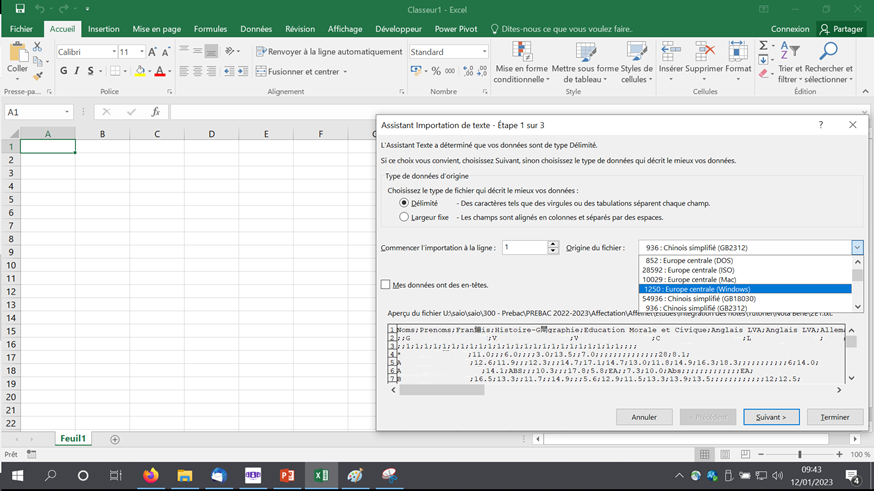 Classeur1 - Excel
Fichier Accueil Insertion Mise en page Formules Données Révision Affichage Développeur Power Pivot Dites-nous ce que vous voulez faire. Connexion Partager
Coller
Calibri 11
Renvoyer à la ligne automatiquement
Standard
G I S
Fusionner et centrer
% 000
Mise en forme conditionnelle
Mettre sous forme de tableau
Styles de cellules
Insérer Supprimer Format
Trier et filtrer
Rechercher et sélectionner
Presse-pa... Police Alignement Nombre Style Cellules Édition
A1
fx
A B C D E F
1
2
3
4
5
6
7
8
9
10
11
12
13
14
15
16
17
18
19
20
21
22
Assistant Importation de texte - Étape 1 sur 3
? 
L'Assistant Texte a déterminé que vos données sont de type Délimité.
Si ce choix vous convient, choisissez Suivant, sinon choisissez le type de données qui décrit le mieux vos données.
Type de données d'origine
Choisissez le type de fichier qui décrit le mieux vos données :
Délimité - Des caractères tels que des virgules ou des tabulations séparent chaque champ.
Largeur fixe - Les champs sont alignés en colonnes et séparés par des espaces.
Commencer l'importation à la ligne : 1 Origine du fichier : 936 : Chinois simplifié (GB2312)
852 : Europe centrale (DOS)
28592 : Europe centrale (ISO)
10029 : Europe centrale (Mac)
1250 : Europe centrale (Windows)
54936 : Chinois simplifié (GB18030)
936 : Chinois simplifié (GB2312)
Mes données ont des en-têtes.
Aperçu du fichier U:\saio\saio\300 - Prebac\PREBAC 2022-2023\Affectation\Affelnet\Etudes\Intégration des notes\Tutoriel\Nota Bene\ZET.txt.
1 Noms;Prenoms;Fran is;Histoire-G graphie;Education Morale et Civique;Anglais LVA;Anglais LVA;Allema
2 ;;G V V C L
3 ;;;1;1;1;1;1;1;1;1;1;1;1;1;1;1;1;1;1;1;1;;;;
4 * ;11.0;;;6.0;;;;3.0;13.5;7.0;;;;;;;;;;;28;8.1;
5 A ;12.6;11.9;;;12.3;;;14.7;17.1;14.7;13.0;11.8;14.9;16.3;18.3;;;;;;;;;;6;14.0;
6 A ;14.1;ABS;;10.3;;;17.8;5.8;EA;;7.3;10.0;Abs;;;;;;;;;;;;EA;
7 B ;16.5;13.3;;11.7;;14.9;;;5.6;12.9;11.5;13.3;13.9;13.5;;;;;;;;;;;12;12.5;
Annuler < Précédent Suivant > Terminer
Feuil1
Prêt
100 %
09:43
12/01/2023
4